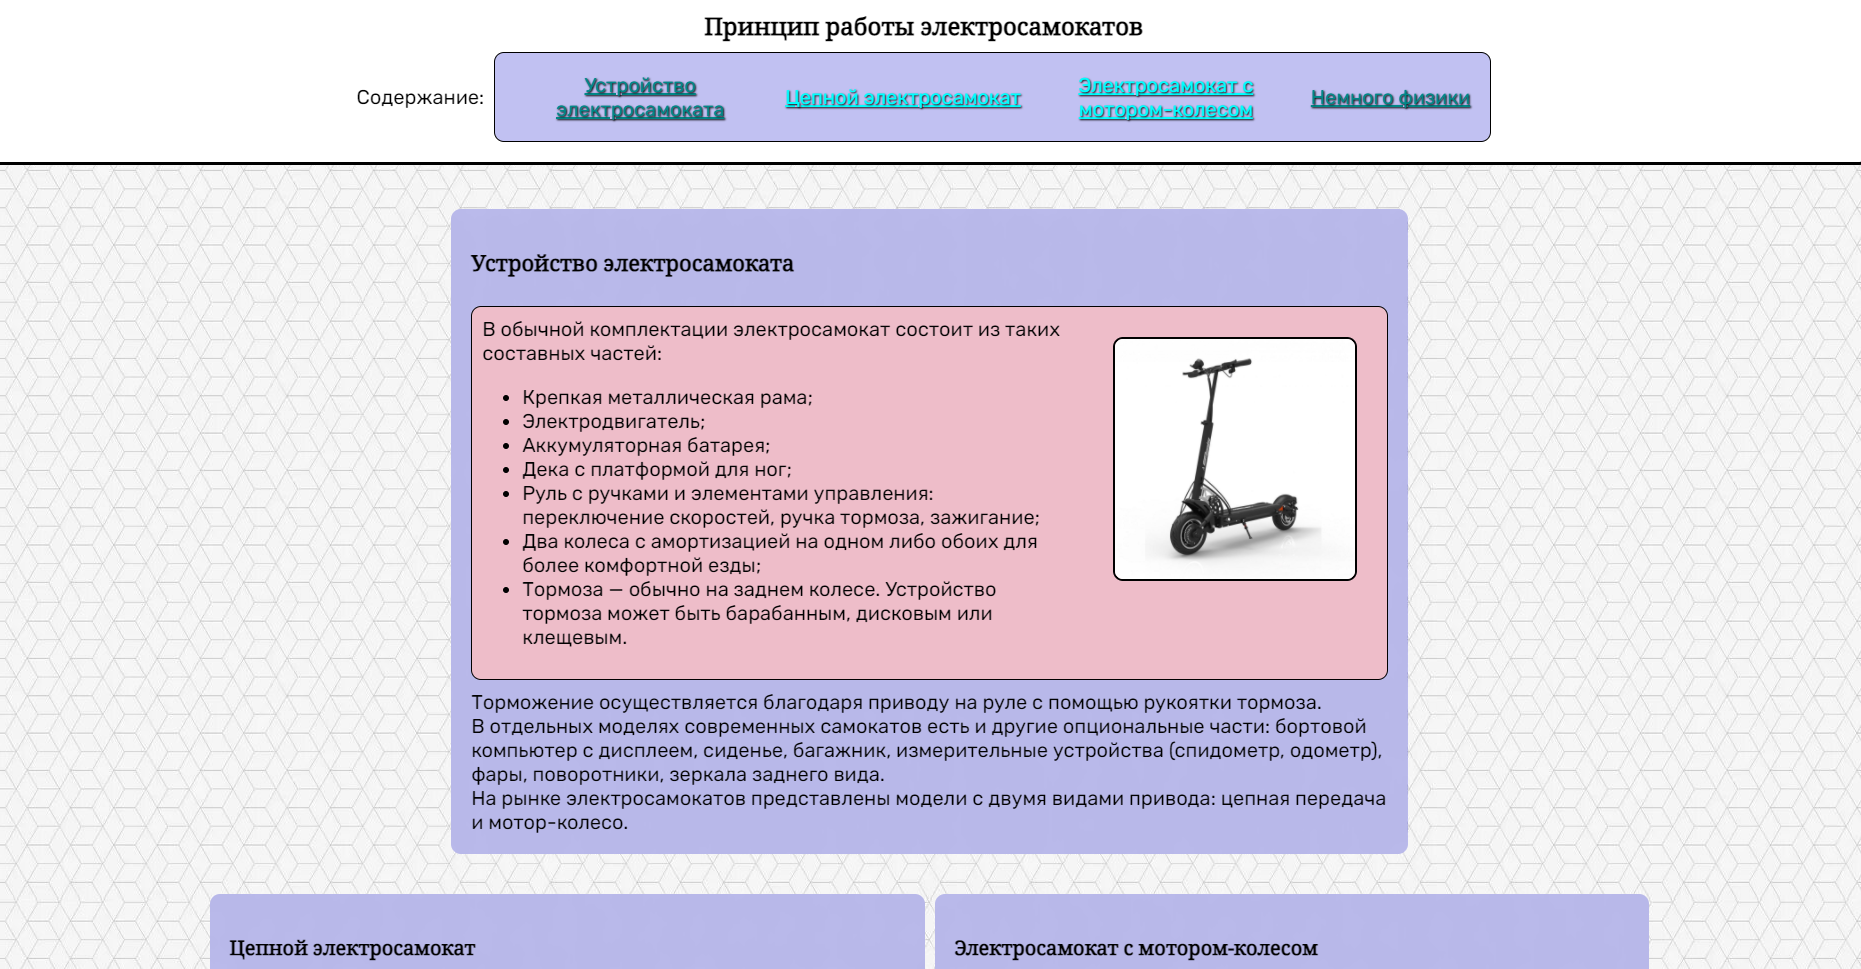 Принцип работы электросамокатов
Содержание:
Устройство
электросамоката
Цепной электросамокат
Электросамокат с
мотором-колесом
Немного физики
Устройство электросамоката
В обычной комплектации электросамокат состоит из таких
составных частей:
• Крепкая металлическая рама;
• Электродвигатель;
• Аккумуляторная батарея;
• Дека с платформой для ног;
• Руль с ручками и элементами управления:
переключение скоростей, ручка тормоза, зажигание;
• Два колеса с амортизацией на одном либо обоих для
более комфортной езды;
• Тормоза — обычно на заднем колесе. Устройство
тормоза может быть барабанным, дисковым или
клещевым.
Торможение осуществляется благодаря приводу на руле с помощью рукоятки тормоза.
В отдельных моделях современных самокатов есть и другие опциональные части: бортовой
компьютер с дисплеем, сиденье, багажник, измерительные устройства (спидометр, одометр),
фары, поворотники, зеркала заднего вида.
На рынке электросамокатов представлены модели с двумя видами привода: цепная передача
и мотор-колесо.
Цепной электросамокат
Электросамокат с мотором-колесом